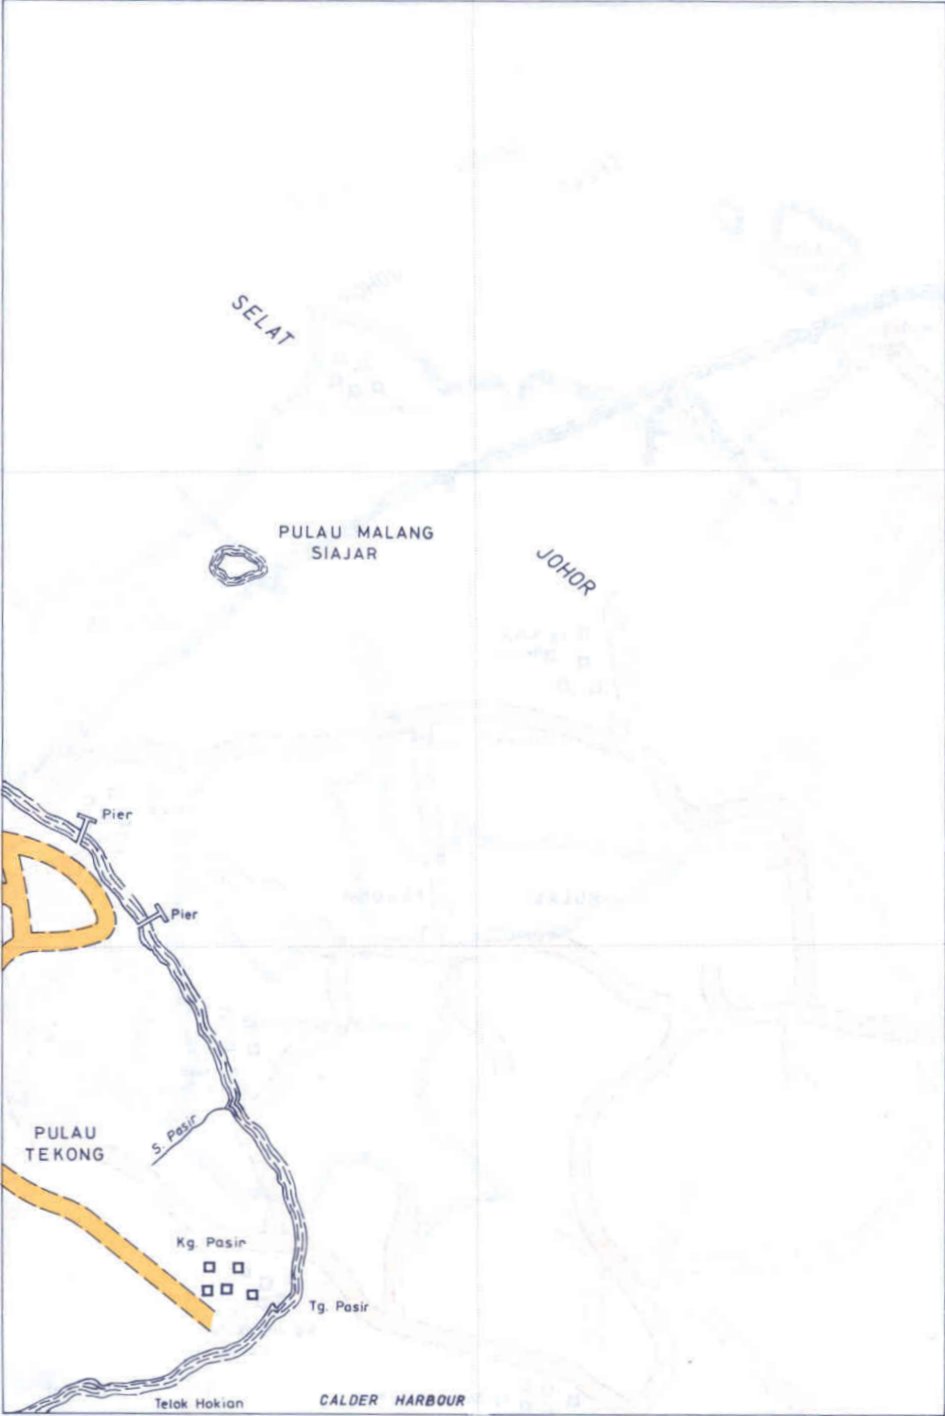 SELAT
PULAU MALANG
SIAJAR
JOHOR
Pier
Pier
S. Pasir
PULAU
TEKONG
Kg. Pasir
Tg. Pasir
Telok Hokian
CALDER HARBOUR